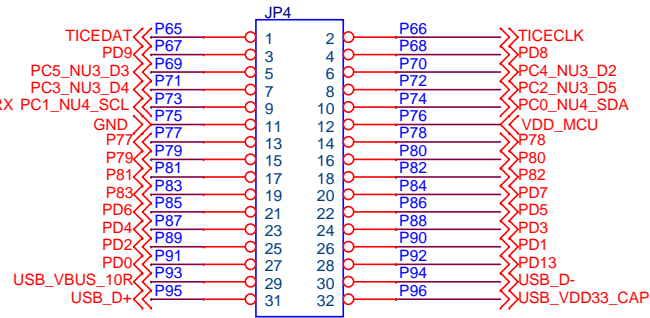 JP4
TICEDAT P65 1 2 P66 TICECLK
PD9 P67 3 4 P68 PD8
PC5_NU3_D3 P69 5 6 P70 PC4_NU3_D2
PC3_NU3_D4 P71 7 8 P72 PC2_NU3_D5
RX PC1_NU4_SCL P73 9 10 P74 PC0_NU4_SDA
GND P75 11 12 P76 VDD_MCU
P77 P77 13 14 P78 P78
P79 P79 15 16 P80 P80
P81 P81 17 18 P82 P82
P83 P83 19 20 P84 PD7
PD6 P85 21 22 P86 PD5
PD4 P87 23 24 P88 PD3
PD2 P89 25 26 P90 PD1
PD0 P91 27 28 P92 PD13
USB_VBUS_10R P93 29 30 P94 USB_D-
USB_D+ P95 31 32 P96 USB_VDD33_CAP